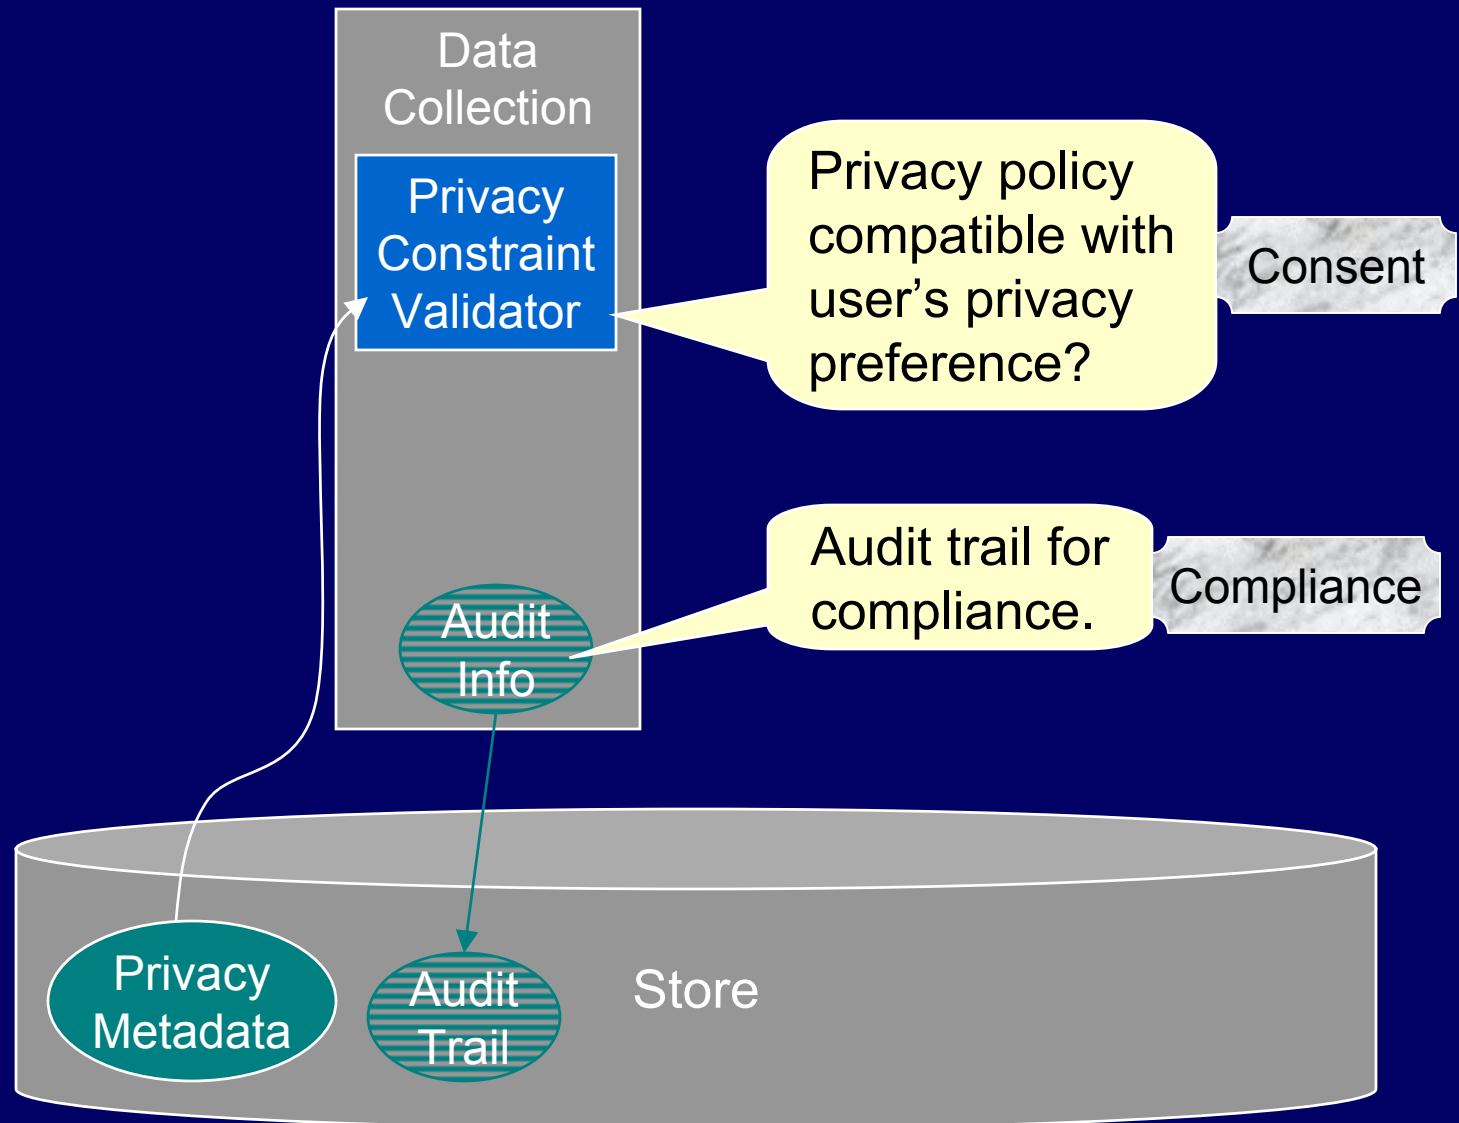 Data
Collection
Privacy
Constraint
Validator
Privacy policy
compatible with
user’s privacy
preference?
Consent
Audit trail for
compliance.
Compliance
Audit
Info
Privacy
Metadata
Audit
Trail
Store